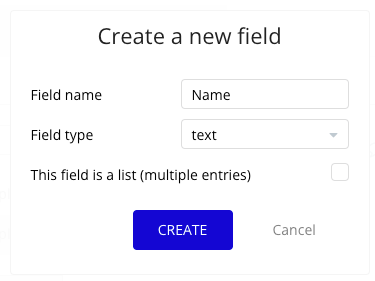 Create a new field
Field name Name
Field type text
This field is a list (multiple entries)
CREATE Cancel